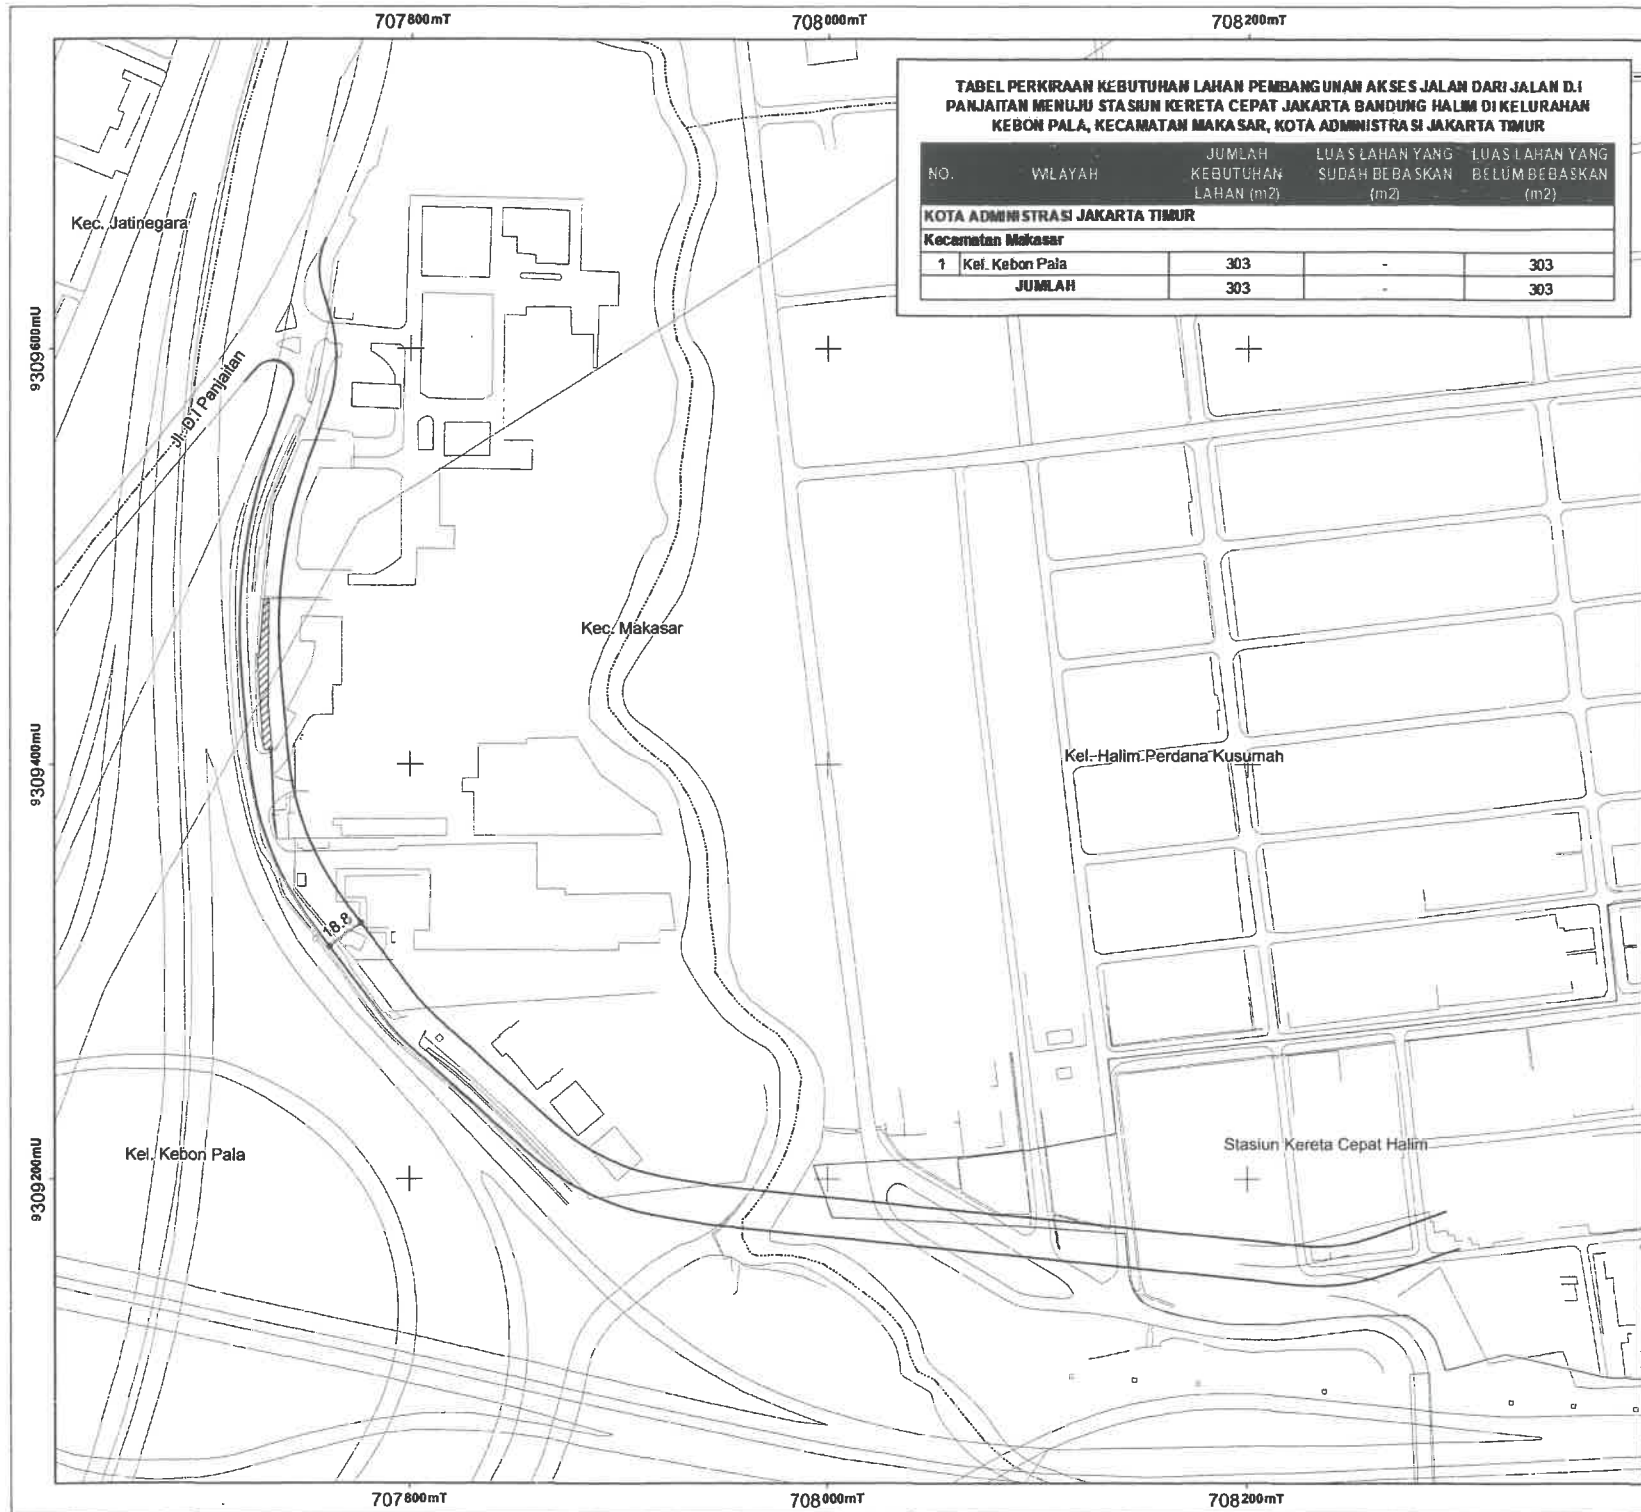 707800mT
708000mT
708200mT
TABEL PERKIRAAN KEBUTUHAN LAHAN PEMBANGUNAN AKSES JALAN DARI JALAN D.I
PANJAITAN MENUJU STASIUN KERETA CEPAT JAKARTA BANDUNG HALIM DI KELURAHAN
KEBON PALA, KECAMATAN MAKASAR, KOTA ADMINISTRASI JAKARTA TIMUR
NO. WILAYAH JUMLAH KEBUTUHAN LAHAN (m2) LUAS LAHAN YANG SUDAH BEBASKAN (m2) LUAS LAHAN YANG BELUM BEBASKAN (m2)
KOTA ADMINISTRASI JAKARTA TIMUR
Kecamatan Makasar
1 Kel. Kebon Pala 303 - 303
JUMLAH 303 - 303
Kec. Jatinegara
9309600mU
Jl. D.I Panjaitan
Kec. Makasar
9309400mU
Kel. Halim Perdana Kusumah
18.8
Kel. Kebon Pala
Stasiun Kereta Cepat Halim
9309200mU
707800mT
708000mT
708200mT